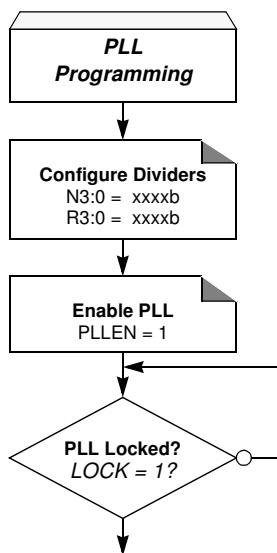 PLL
Programming
Configure Dividers
N3:0 = xxxxb
R3:0 = xxxxb
Enable PLL
PLLEN = 1
PLL Locked?
LOCK = 1?